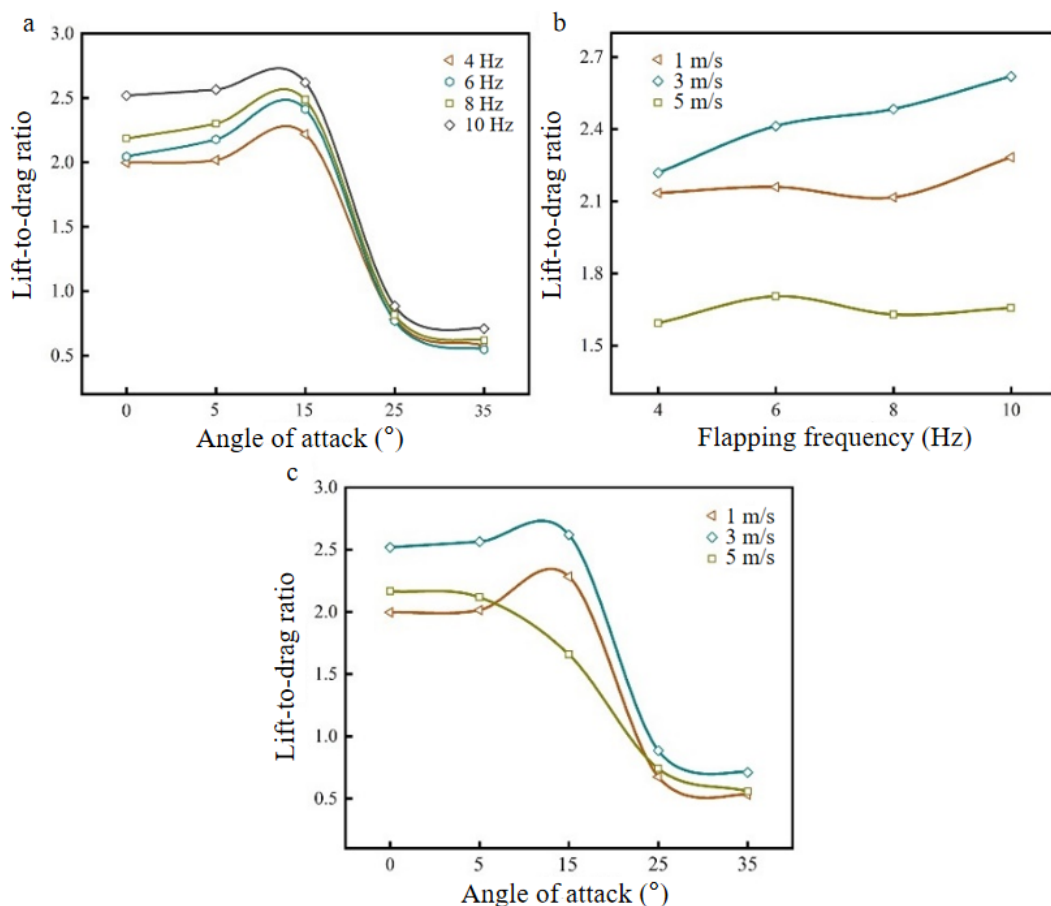 a
3.0
2.5
2.0
1.5
1.0
0.5
Lift-to-drag ratio
4 Hz
6 Hz
8 Hz
10 Hz
0 5 15 25 35
Angle of attack (°)
b
2.7
2.4
2.1
1.8
1.5
Lift-to-drag ratio
1 m/s
3 m/s
5 m/s
4 6 8 10
Flapping frequency (Hz)
c
3.0
2.5
2.0
1.5
1.0
0.5
Lift-to-drag ratio
1 m/s
3 m/s
5 m/s
0 5 15 25 35
Angle of attack (°)